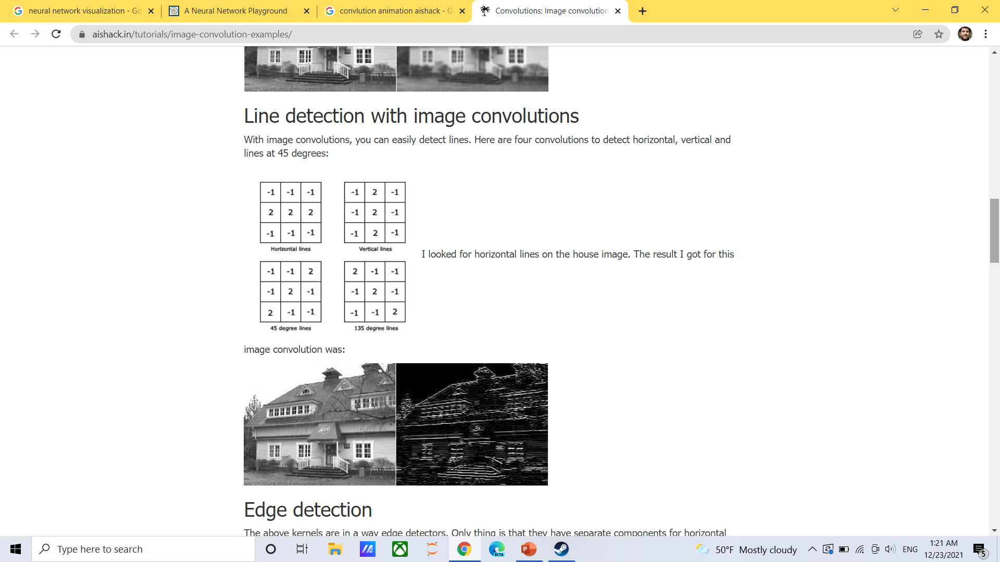 neural network visualization - Go
A Neural Network Playground
convlution animation aishack - G
Convolutions: Image convolution
aishack.in/tutorials/image-convolution-examples/
Line detection with image convolutions
With image convolutions, you can easily detect lines. Here are four convolutions to detect horizontal, vertical and
lines at 45 degrees:
-1 -1 -1
2 2 2
-1 -1 -1
Horizontal lines
-1 2 -1
-1 2 -1
-1 2 -1
Vertical lines
-1 -1 2
-1 2 -1
2 -1 -1
45 degree lines
2 -1 -1
-1 2 -1
-1 -1 2
135 degree lines
I looked for horizontal lines on the house image. The result I got for this
image convolution was:
Edge detection
The above kernels are in a way edge detectors. Only thing is that they have separate components for horizontal
Type here to search
BETA
P
50°F Mostly cloudy
ENG
1:21 AM
12/23/2021
5